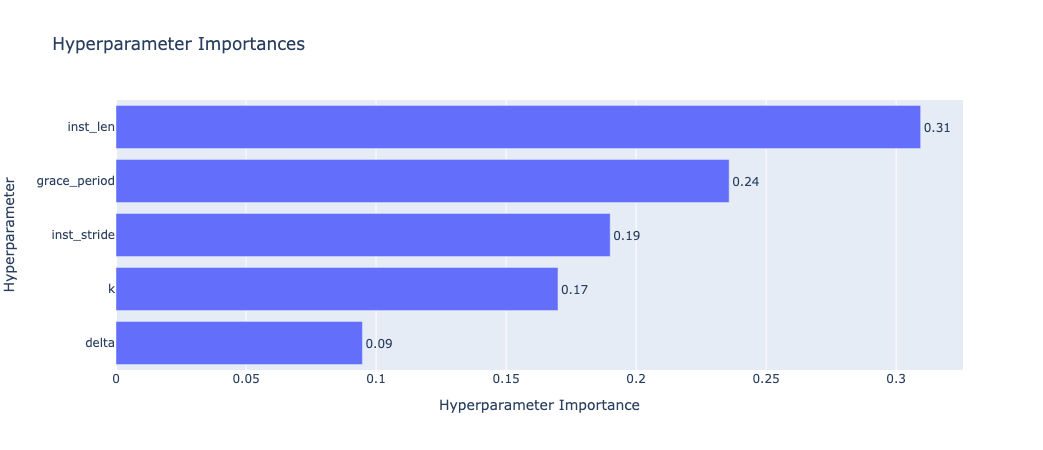 Hyperparameter Importances
Hyperparameter
inst_len 0.31
grace_period 0.24
inst_stride 0.19
k 0.17
delta 0.09
0 0.05 0.1 0.15 0.2 0.25 0.3
Hyperparameter Importance